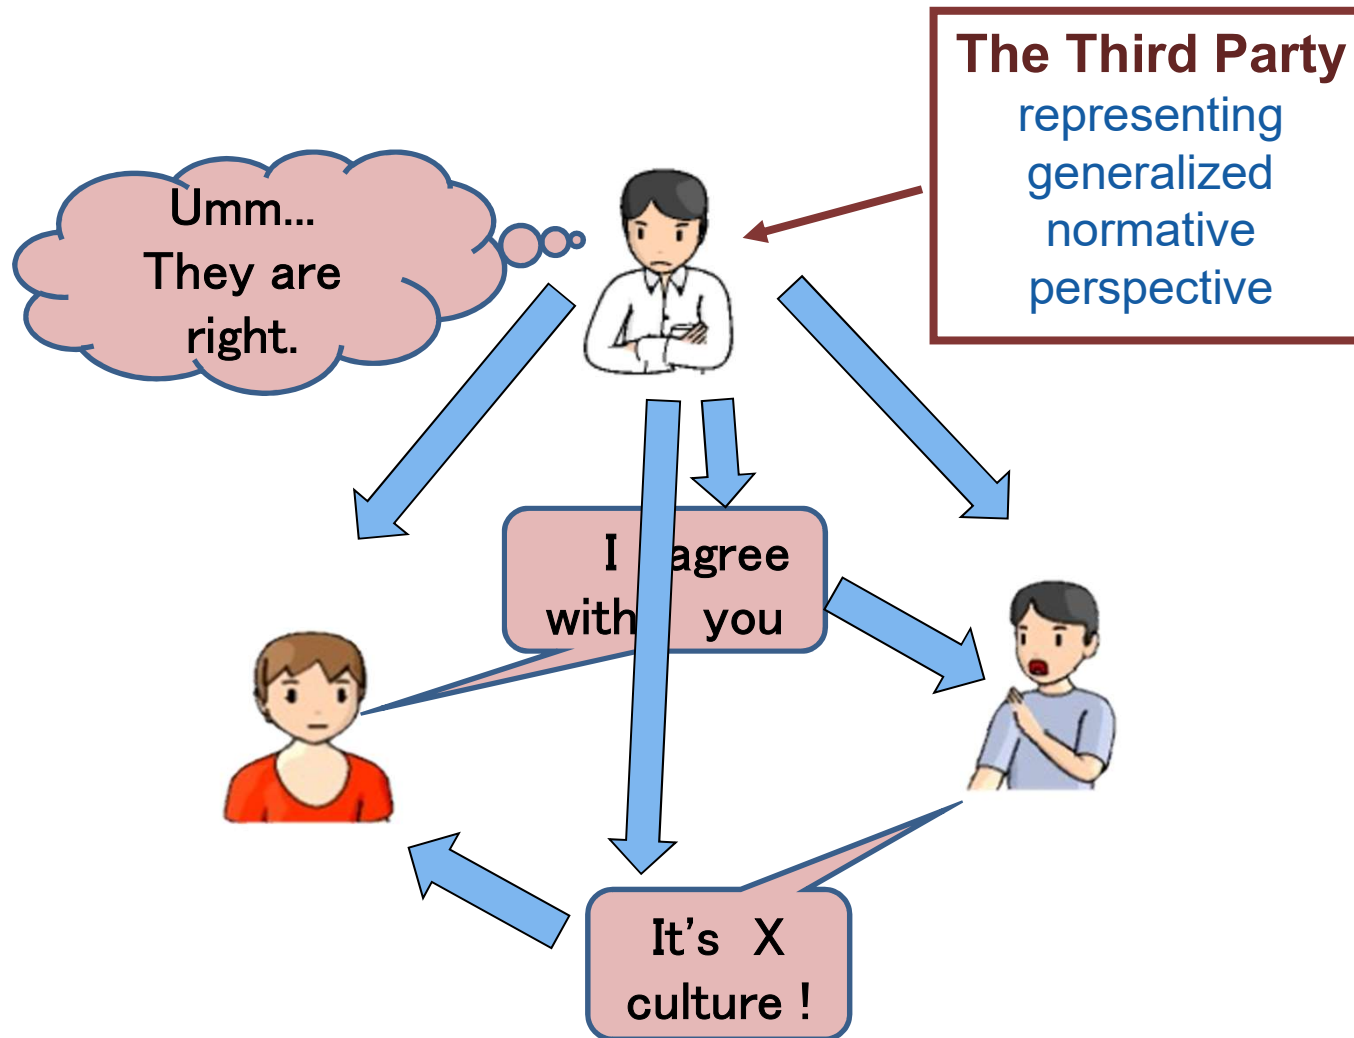 The Third Party
representing
generalized
normative
perspective
Umm...
They are
right.
I agree
with you
It's X
culture !